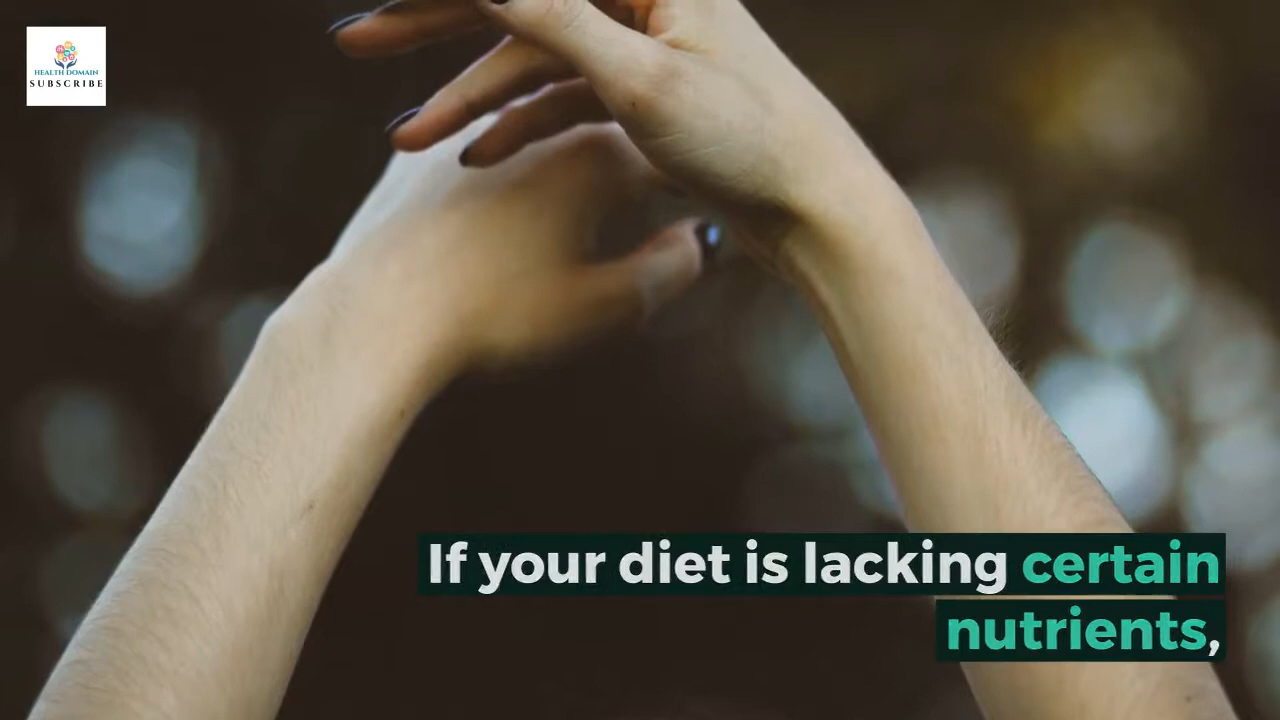 HEALTH DOMAIN
SUBSCRIBE
If your diet is lacking certain
nutrients,